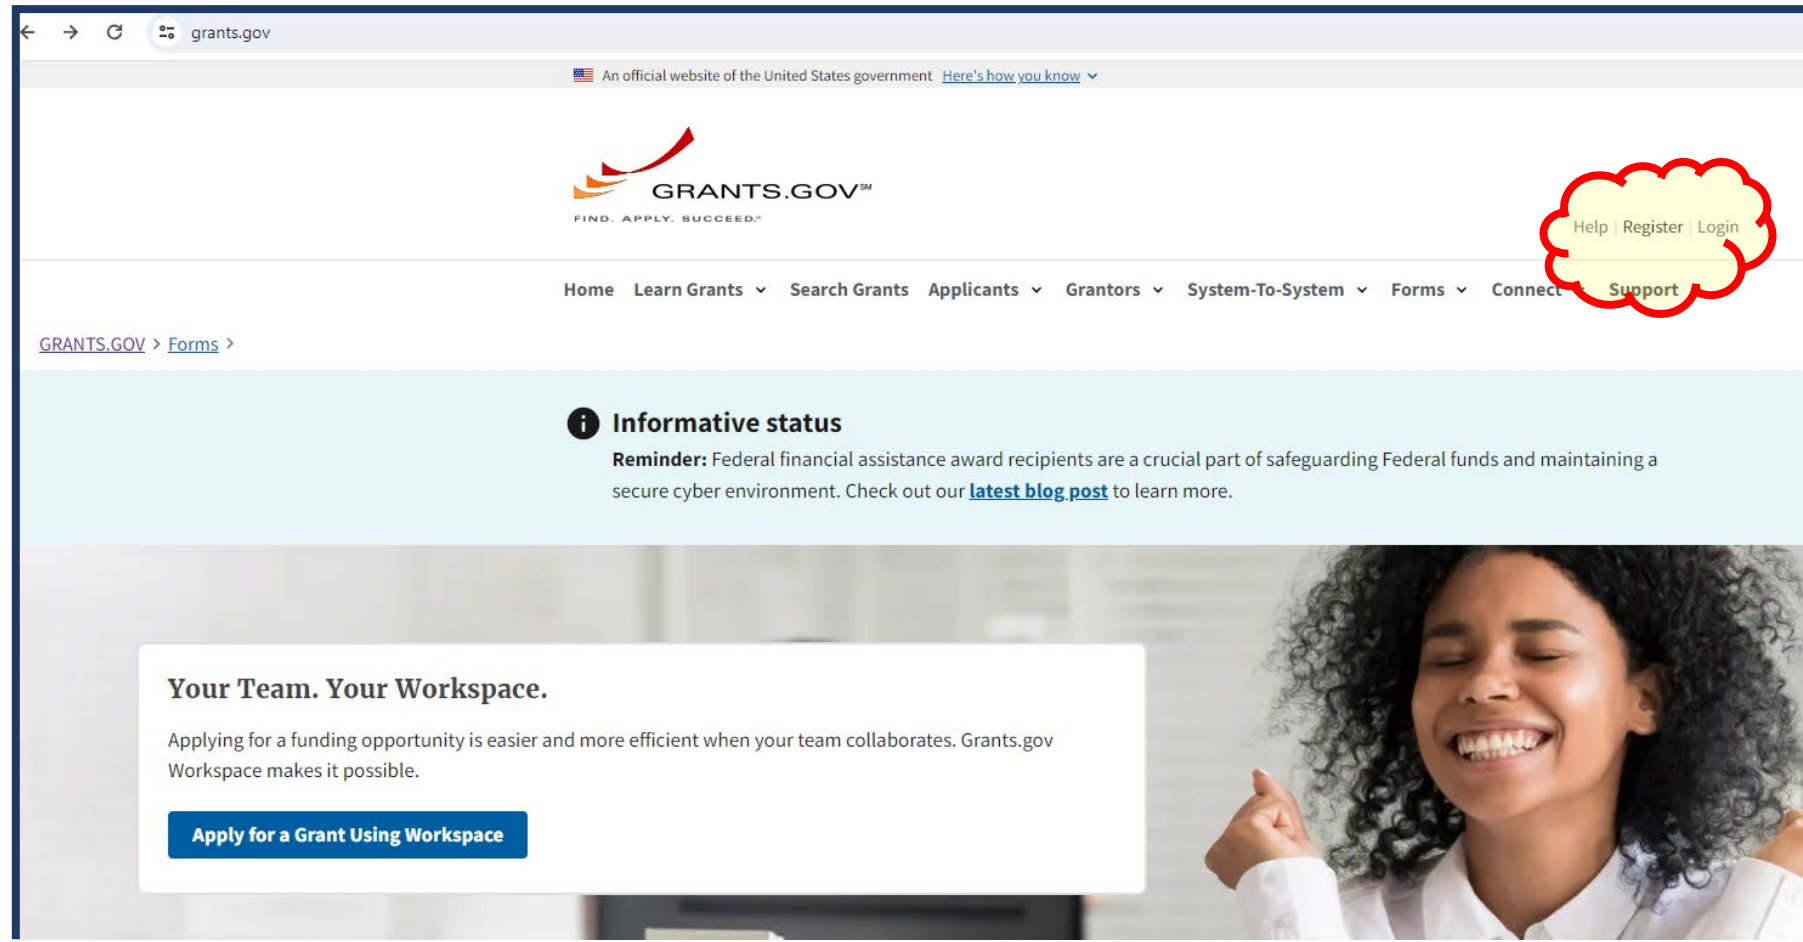 grants.gov
An official website of the United States government Here's how you know
GRANTS.GOV℠
FIND. APPLY. SUCCEED.℠
Help | Register | Login
Home Learn Grants Search Grants Applicants Grantors System-To-System Forms Connect Support
GRANTS.GOV > Forms >
Informative status
Reminder: Federal financial assistance award recipients are a crucial part of safeguarding Federal funds and maintaining a
secure cyber environment. Check out our latest blog post to learn more.
Your Team. Your Workspace.
Applying for a funding opportunity is easier and more efficient when your team collaborates. Grants.gov
Workspace makes it possible.
Apply for a Grant Using Workspace